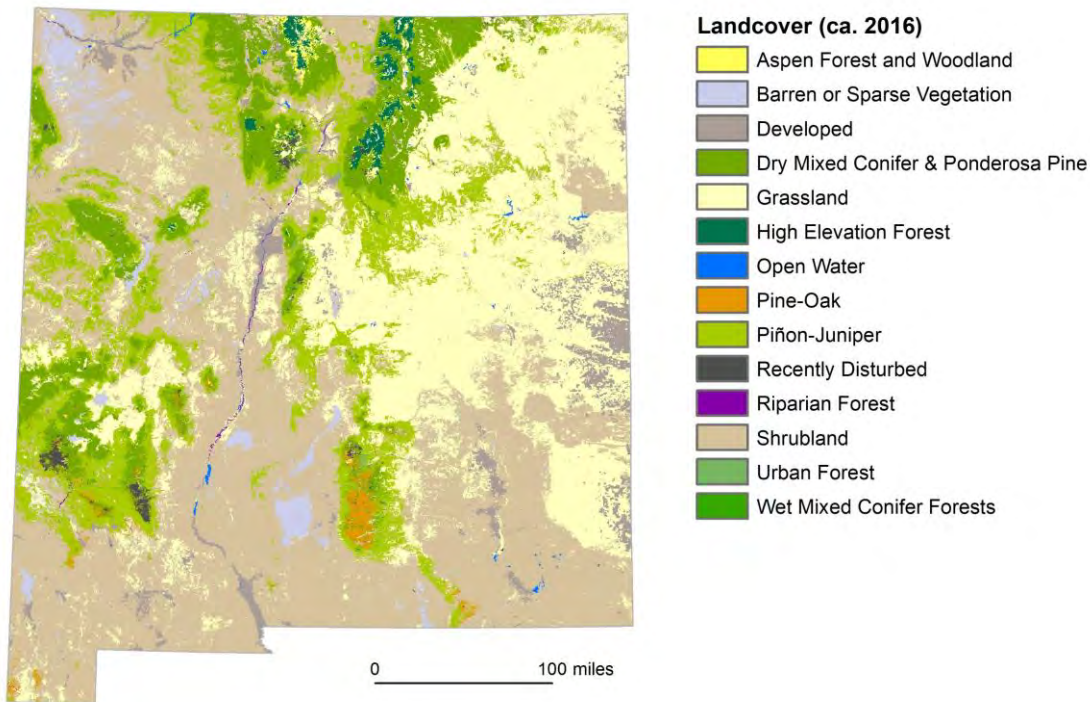 Landcover (ca. 2016)
Aspen Forest and Woodland
Barren or Sparse Vegetation
Developed
Dry Mixed Conifer & Ponderosa Pine
Grassland
High Elevation Forest
Open Water
Pine-Oak
Piñon-Juniper
Recently Disturbed
Riparian Forest
Shrubland
Urban Forest
Wet Mixed Conifer Forests
0 100 miles